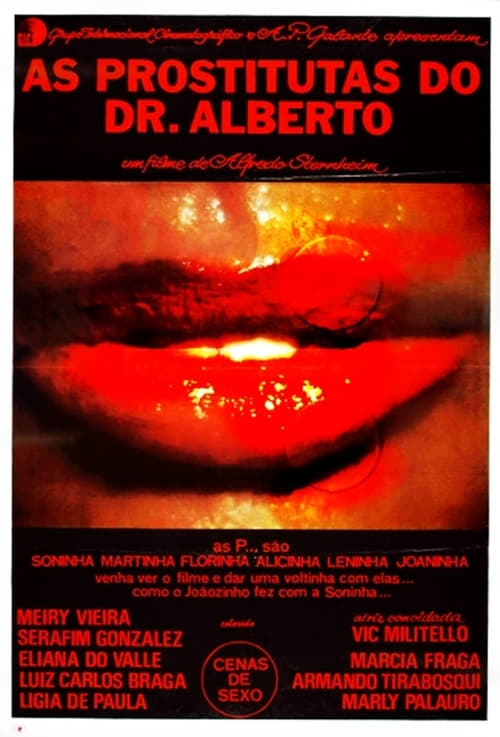 Grupo Internacional Cinematográfico e A.P. Galante apresentam
AS PROSTITUTAS DO
DR. ALBERTO
um filme de Alfredo Sternheim
as P.., são
SONINHA MARTINHA FLORINHA ALICINHA LENINHA JOANINHA
venha ver o filme e dar uma voltinha com elas...
como o Joãozinho fez com a Soninha...
MEIRY VIEIRA
SERAFIM GONZALEZ
ELIANA DO VALLE
LUIZ CARLOS BRAGA
LIGIA DE PAULA
colorido
CENAS
DE
SEXO
atriz convidada
VIC MILITELLO
MARCIA FRAGA
ARMANDO TIRABOSQUI
MARLY PALAURO